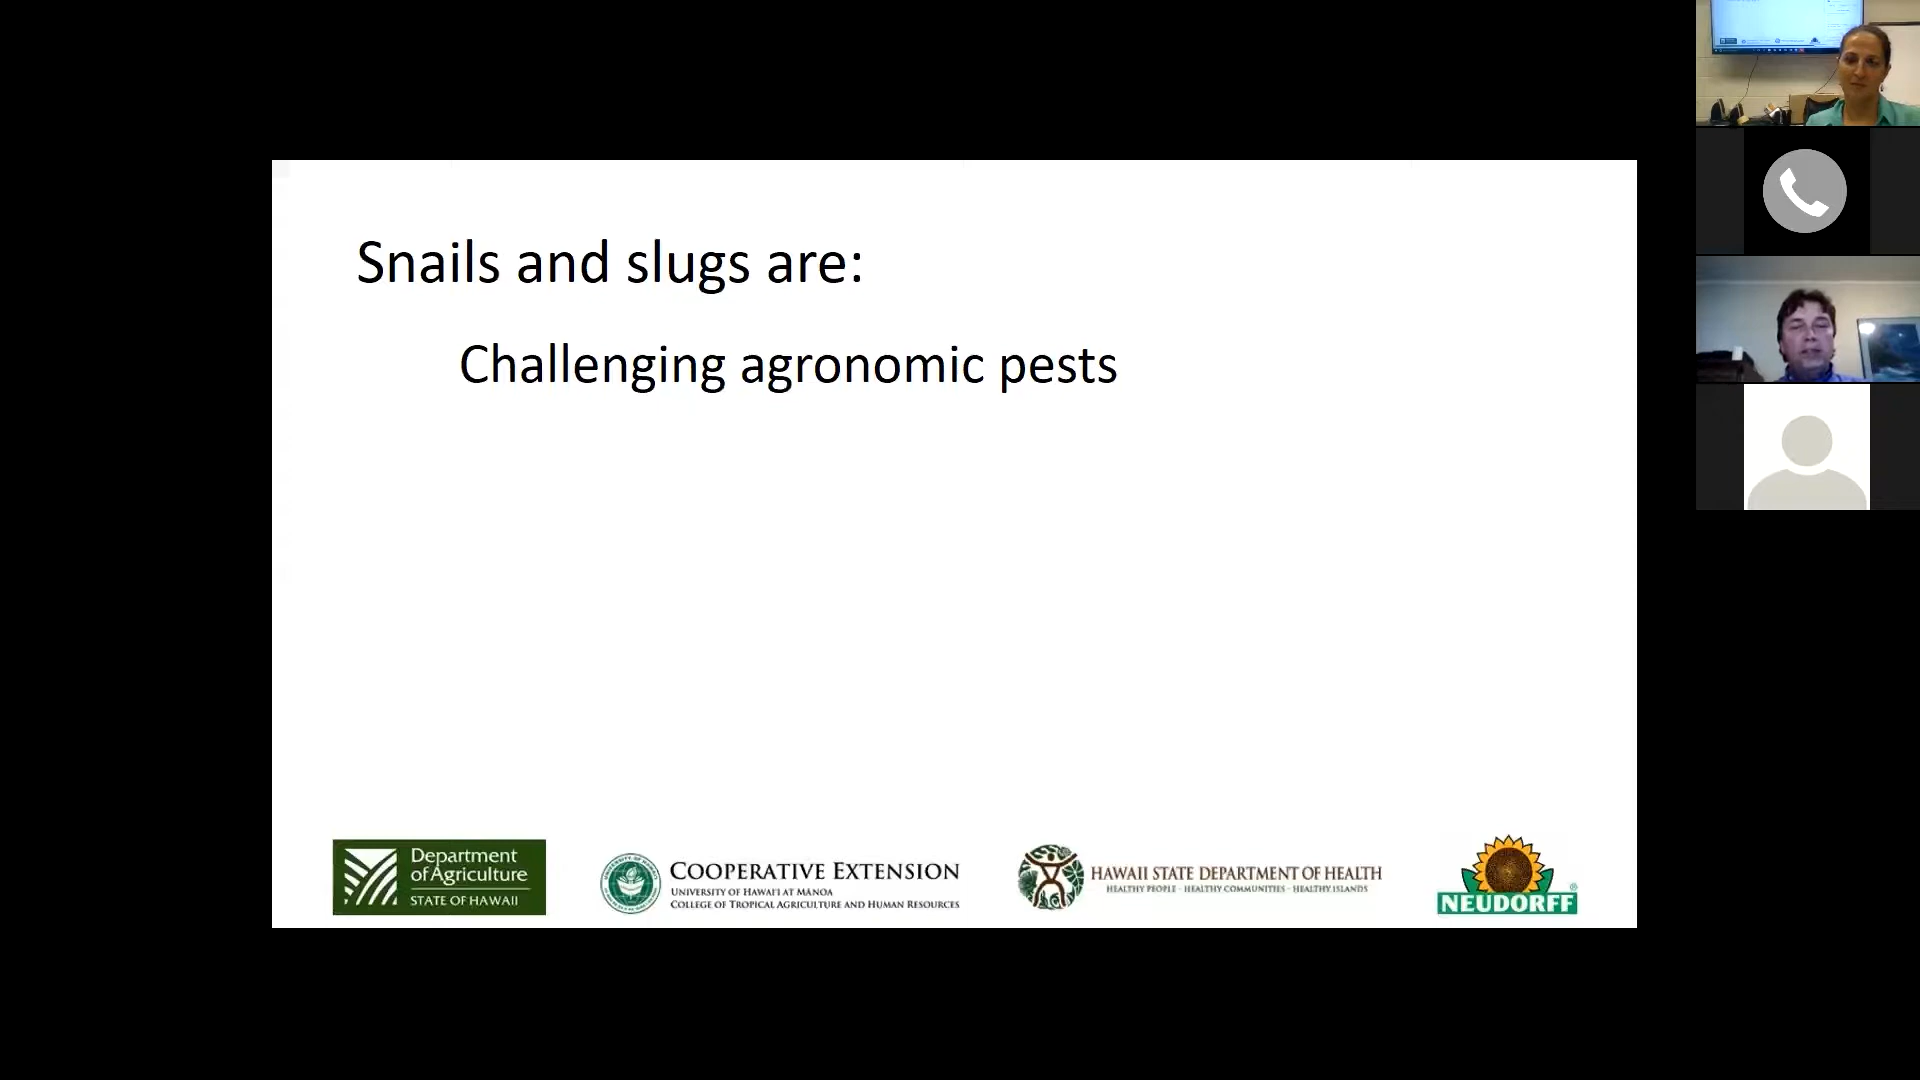 Snails and slugs are:
Challenging agronomic pests
Department
of Agriculture
STATE OF HAWAII
COOPERATIVE EXTENSION
UNIVERSITY OF HAWAI‘I AT MĀNOA
COLLEGE OF TROPICAL AGRICULTURE AND HUMAN RESOURCES
HAWAII STATE DEPARTMENT OF HEALTH
HEALTHY PEOPLE - HEALTHY COMMUNITIES - HEALTHY ISLANDS
NEUDORFF®